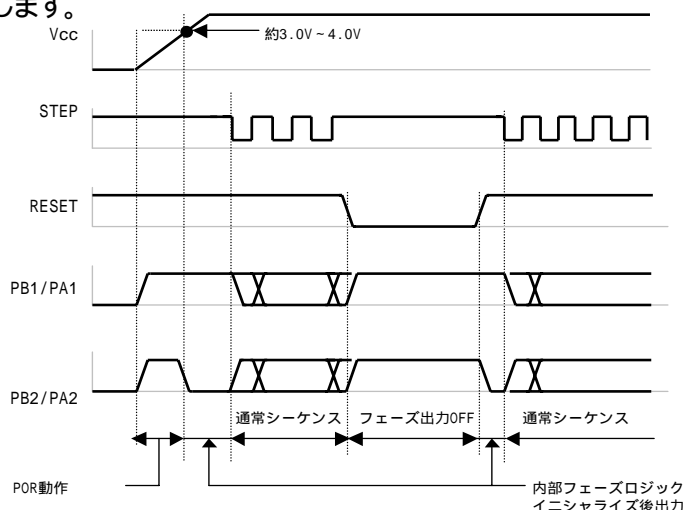 します。
Vcc
約3.0V~4.0V
STEP
RESET
PB1/PA1
PB2/PA2
通常シーケンス フェーズ出力OFF 通常シーケンス
POR動作
内部フェーズロジック
イニシャライズ後出力